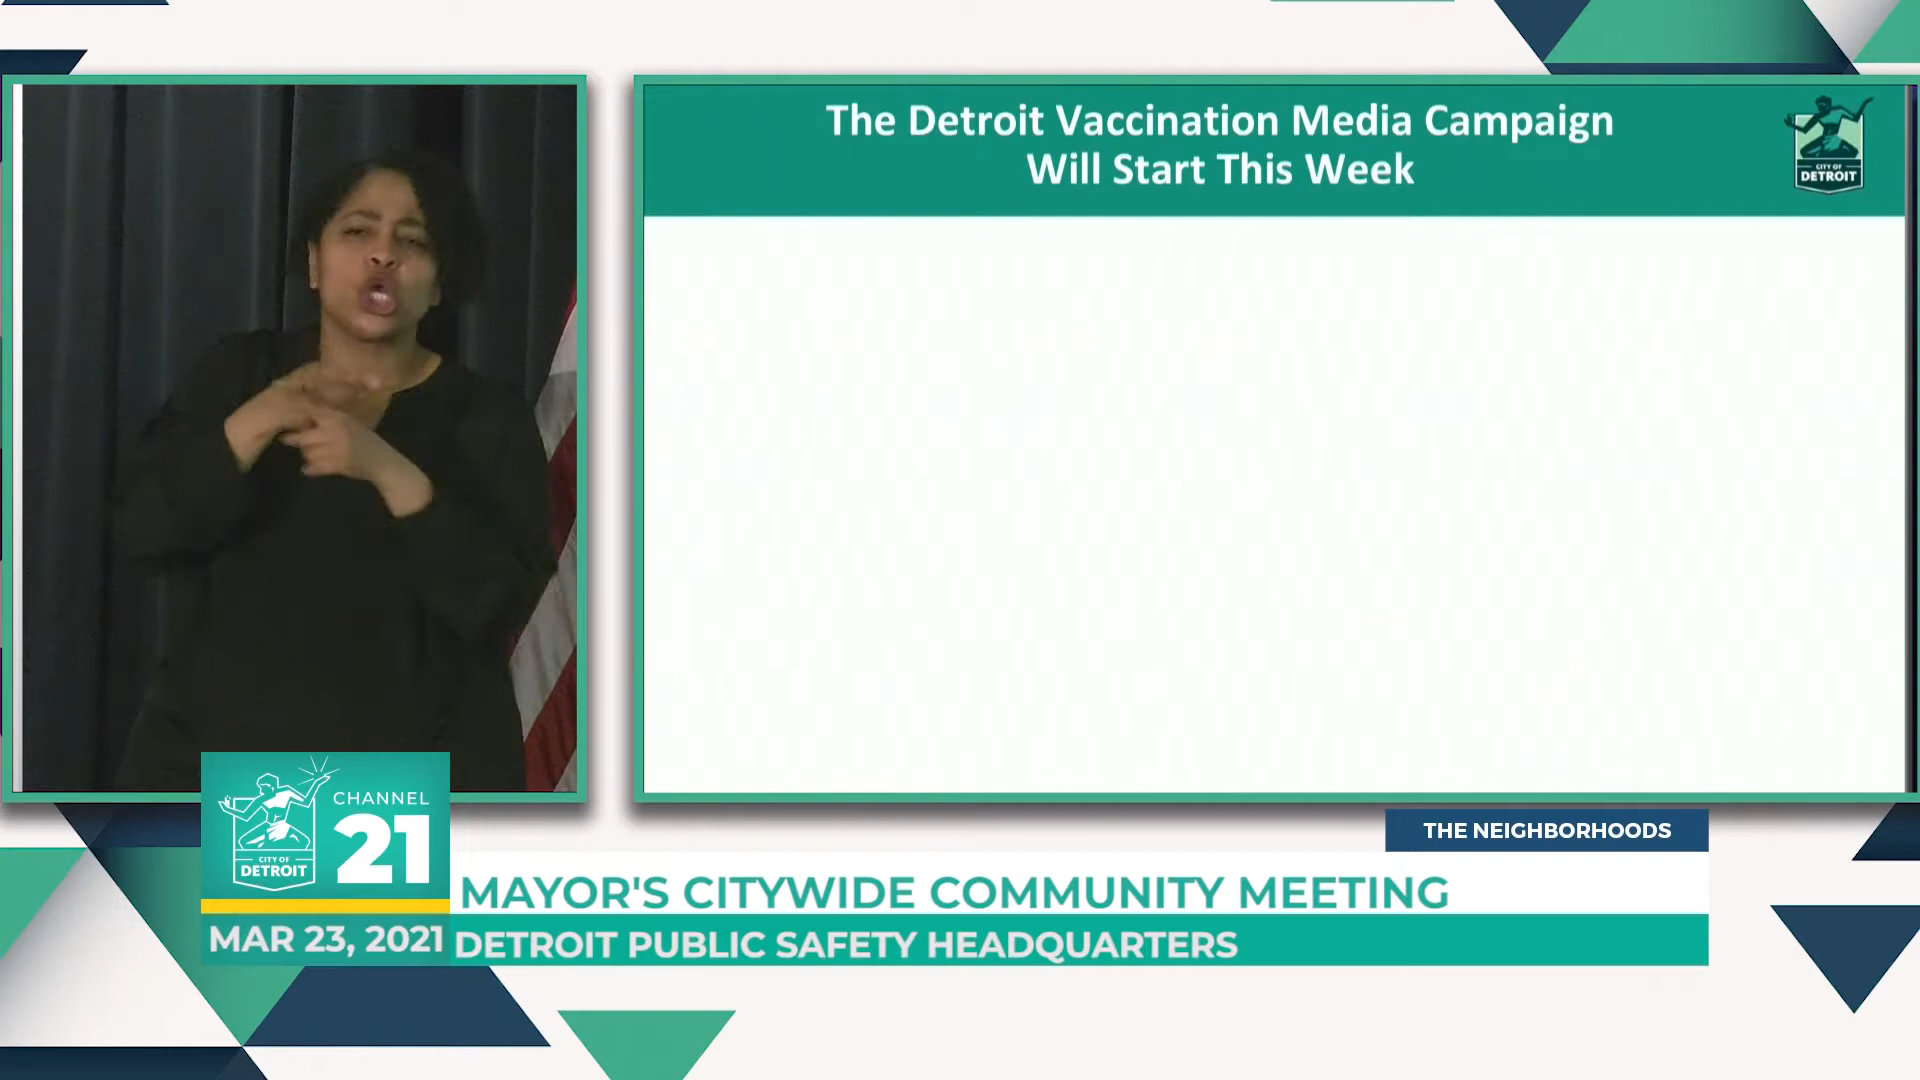 The Detroit Vaccination Media Campaign
Will Start This Week
CITY OF
DETROIT
THE NEIGHBORHOODS
CHANNEL
21
CITY OF
DETROIT
MAYOR'S CITYWIDE COMMUNITY MEETING
MAR 23, 2021
DETROIT PUBLIC SAFETY HEADQUARTERS